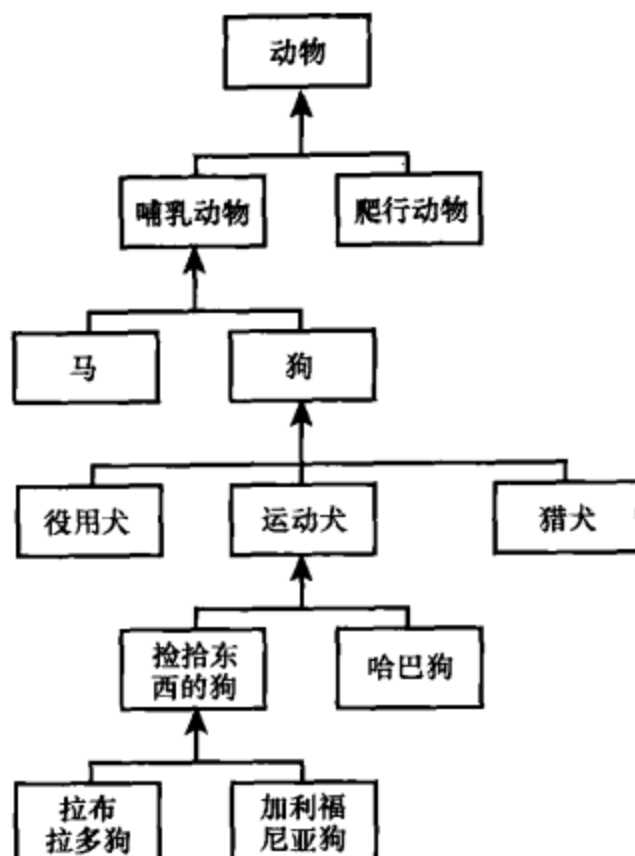 动物
哺乳动物
爬行动物
马
狗
役用犬
运动犬
猎犬
捡拾东
西的狗
哈巴狗
拉布
拉多狗
加利福
尼亚狗